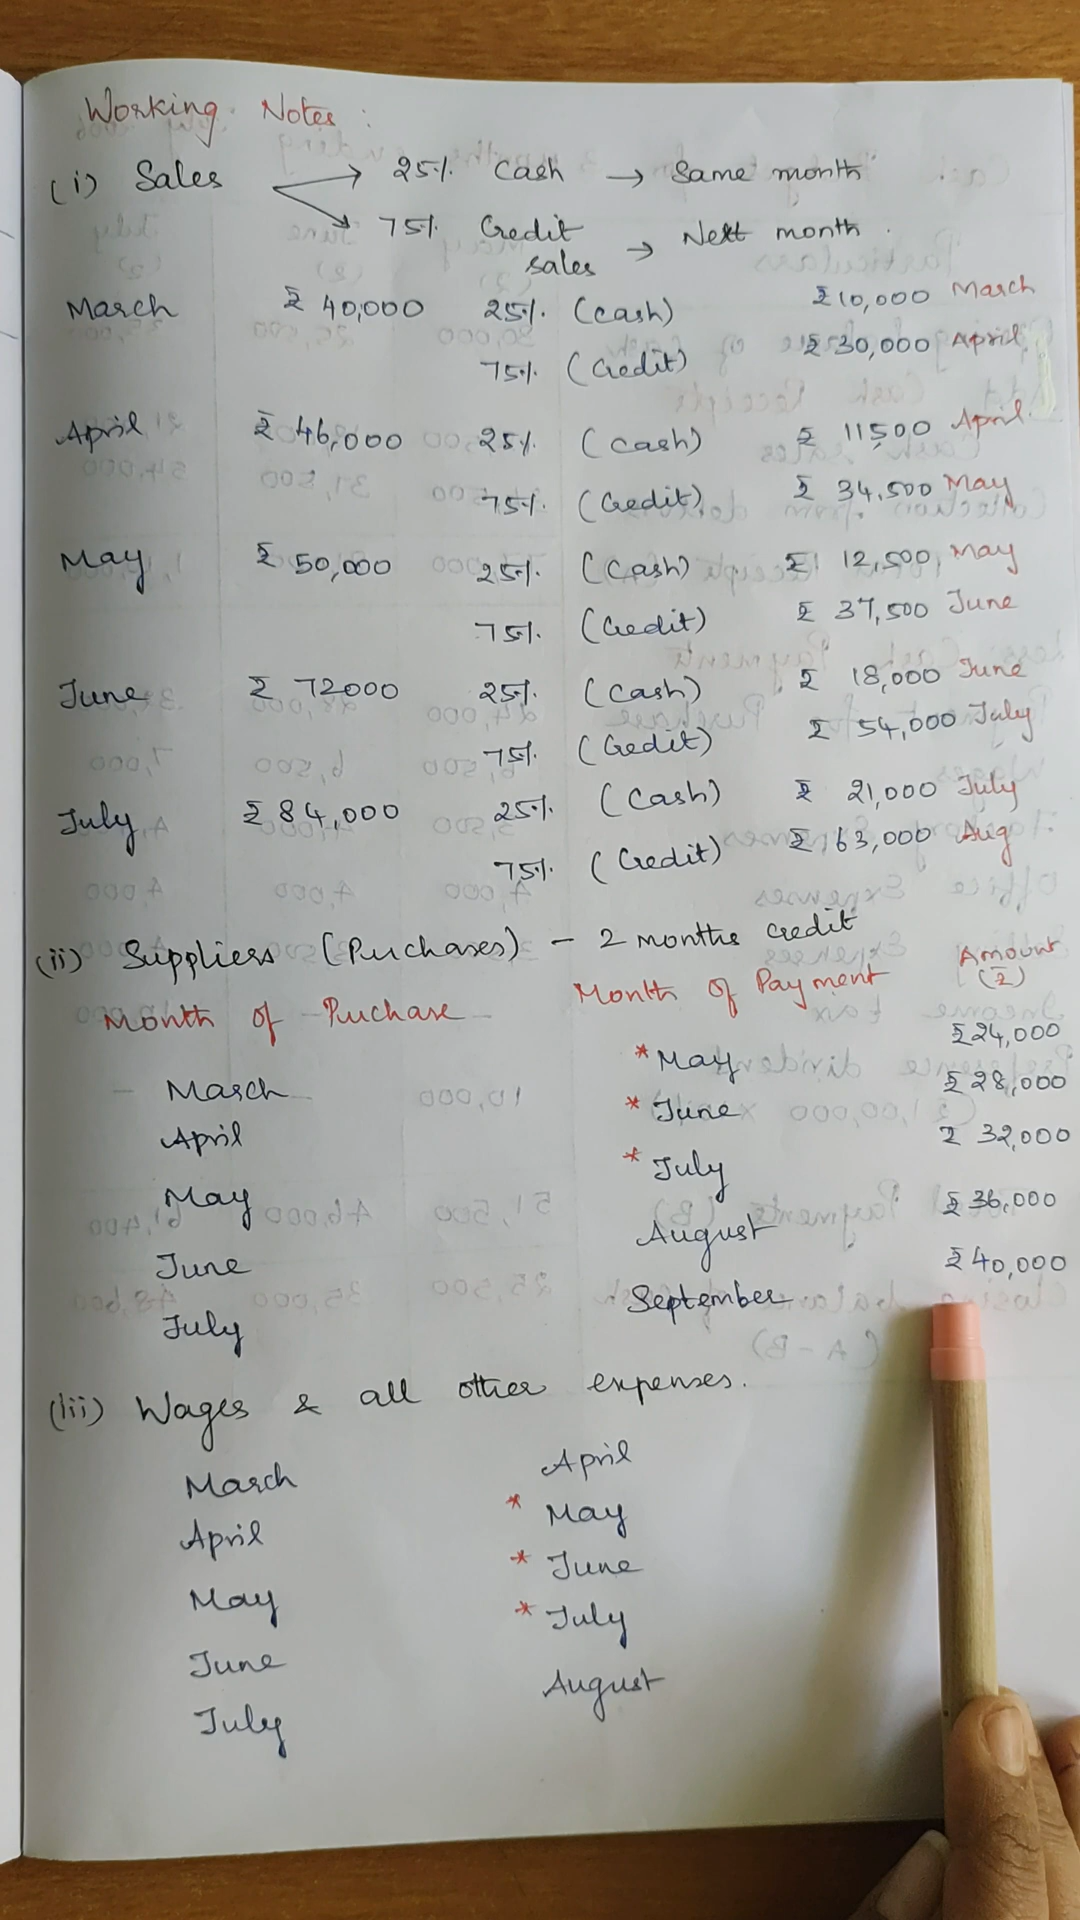 Working Notes :
(i) Sales → 25% Cash → Same month
→ 75% Credit sales → Next month.
March ₹ 40,000 25% (Cash) ₹10,000 March
75% (Credit) ₹ 30,000 April
April ₹ 46,000 25% (Cash) ₹ 11,500 April
75% (Credit) ₹ 34,500 May
May ₹ 50,000 25% (Cash) ₹ 12,500 May
75% (Credit) ₹ 37,500 June
June ₹ 72000 25% (Cash) ₹ 18,000 June
75% (Credit) ₹ 54,000 July
July ₹ 84,000 25% (Cash) ₹ 21,000 July
75% (Credit) ₹ 63,000 Aug
(ii) Suppliers (Purchases) - 2 months credit
Month of Purchase Month of Payment Amount (₹)
March * May ₹24,000
April * June ₹ 28,000
May * July ₹ 32,000
June August ₹ 36,000
July September ₹ 40,000
(iii) Wages & all other expenses.
March April
April * May
May * June
June * July
July August